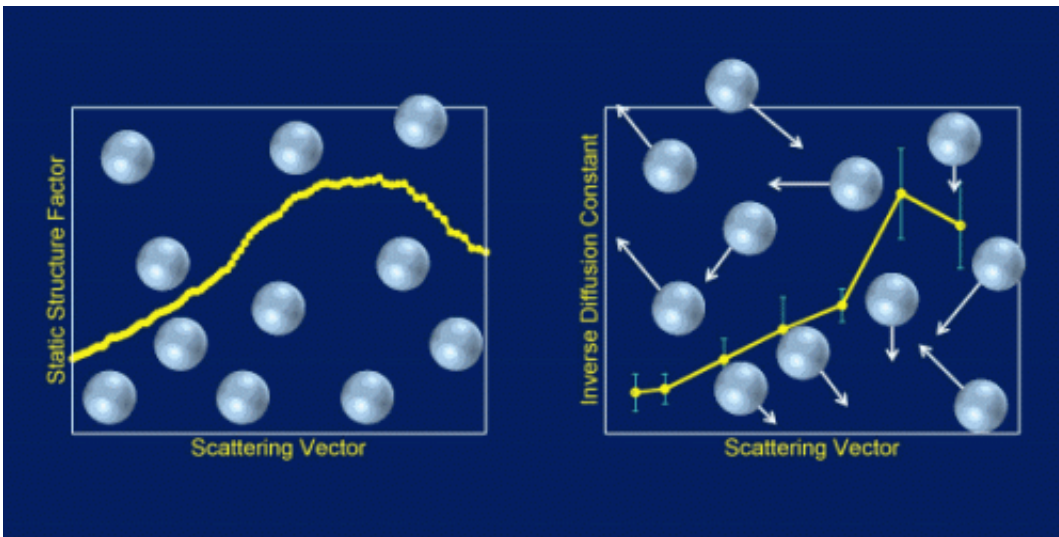 Static Structure Factor
Scattering Vector
Inverse Diffusion Constant
Scattering Vector